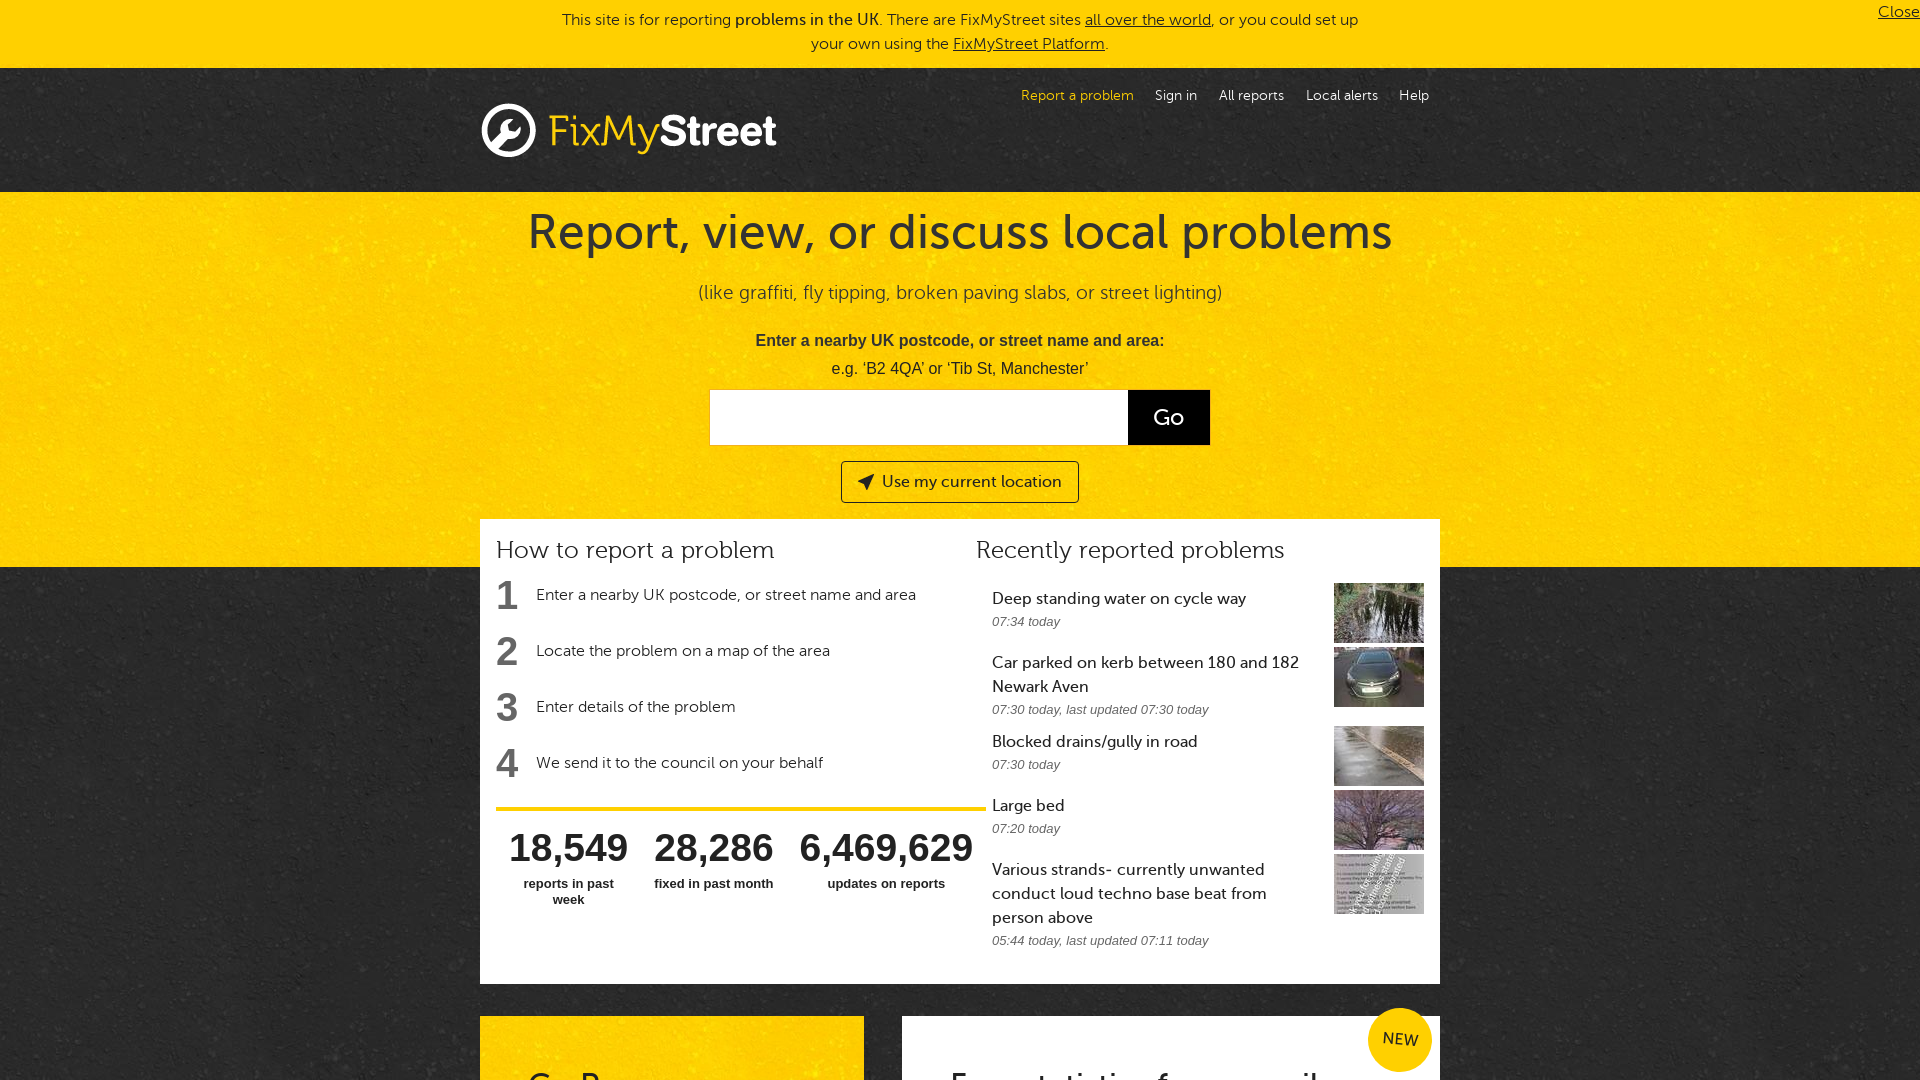 This site is for reporting problems in the UK. There are FixMyStreet sites all over the world, or you could set up
your own using the FixMyStreet Platform.
Close
Report a problem
Sign in
All reports
Local alerts
Help
FixMyStreet
Report, view, or discuss local problems
(like graffiti, fly tipping, broken paving slabs, or street lighting)
Enter a nearby UK postcode, or street name and area:
e.g. ‘B2 4QA’ or ‘Tib St, Manchester’
Go
Use my current location
How to report a problem
1 Enter a nearby UK postcode, or street name and area
2 Locate the problem on a map of the area
3 Enter details of the problem
4 We send it to the council on your behalf
18,549
reports in past
week
28,286
fixed in past month
6,469,629
updates on reports
Recently reported problems
Deep standing water on cycle way
07:34 today
Car parked on kerb between 180 and 182
Newark Aven
07:30 today, last updated 07:30 today
Blocked drains/gully in road
07:30 today
Large bed
07:20 today
Various strands- currently unwanted
conduct loud techno base beat from
person above
05:44 today, last updated 07:11 today
NEW